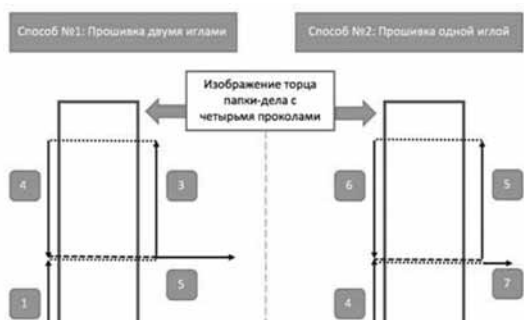 Способ №1: Прошивка двумя иглами
Способ №2: Прошивка одной иглой
Изображение торца
папки-дела с
четырьмя проколами
4
3
6
5
5
7
1
4